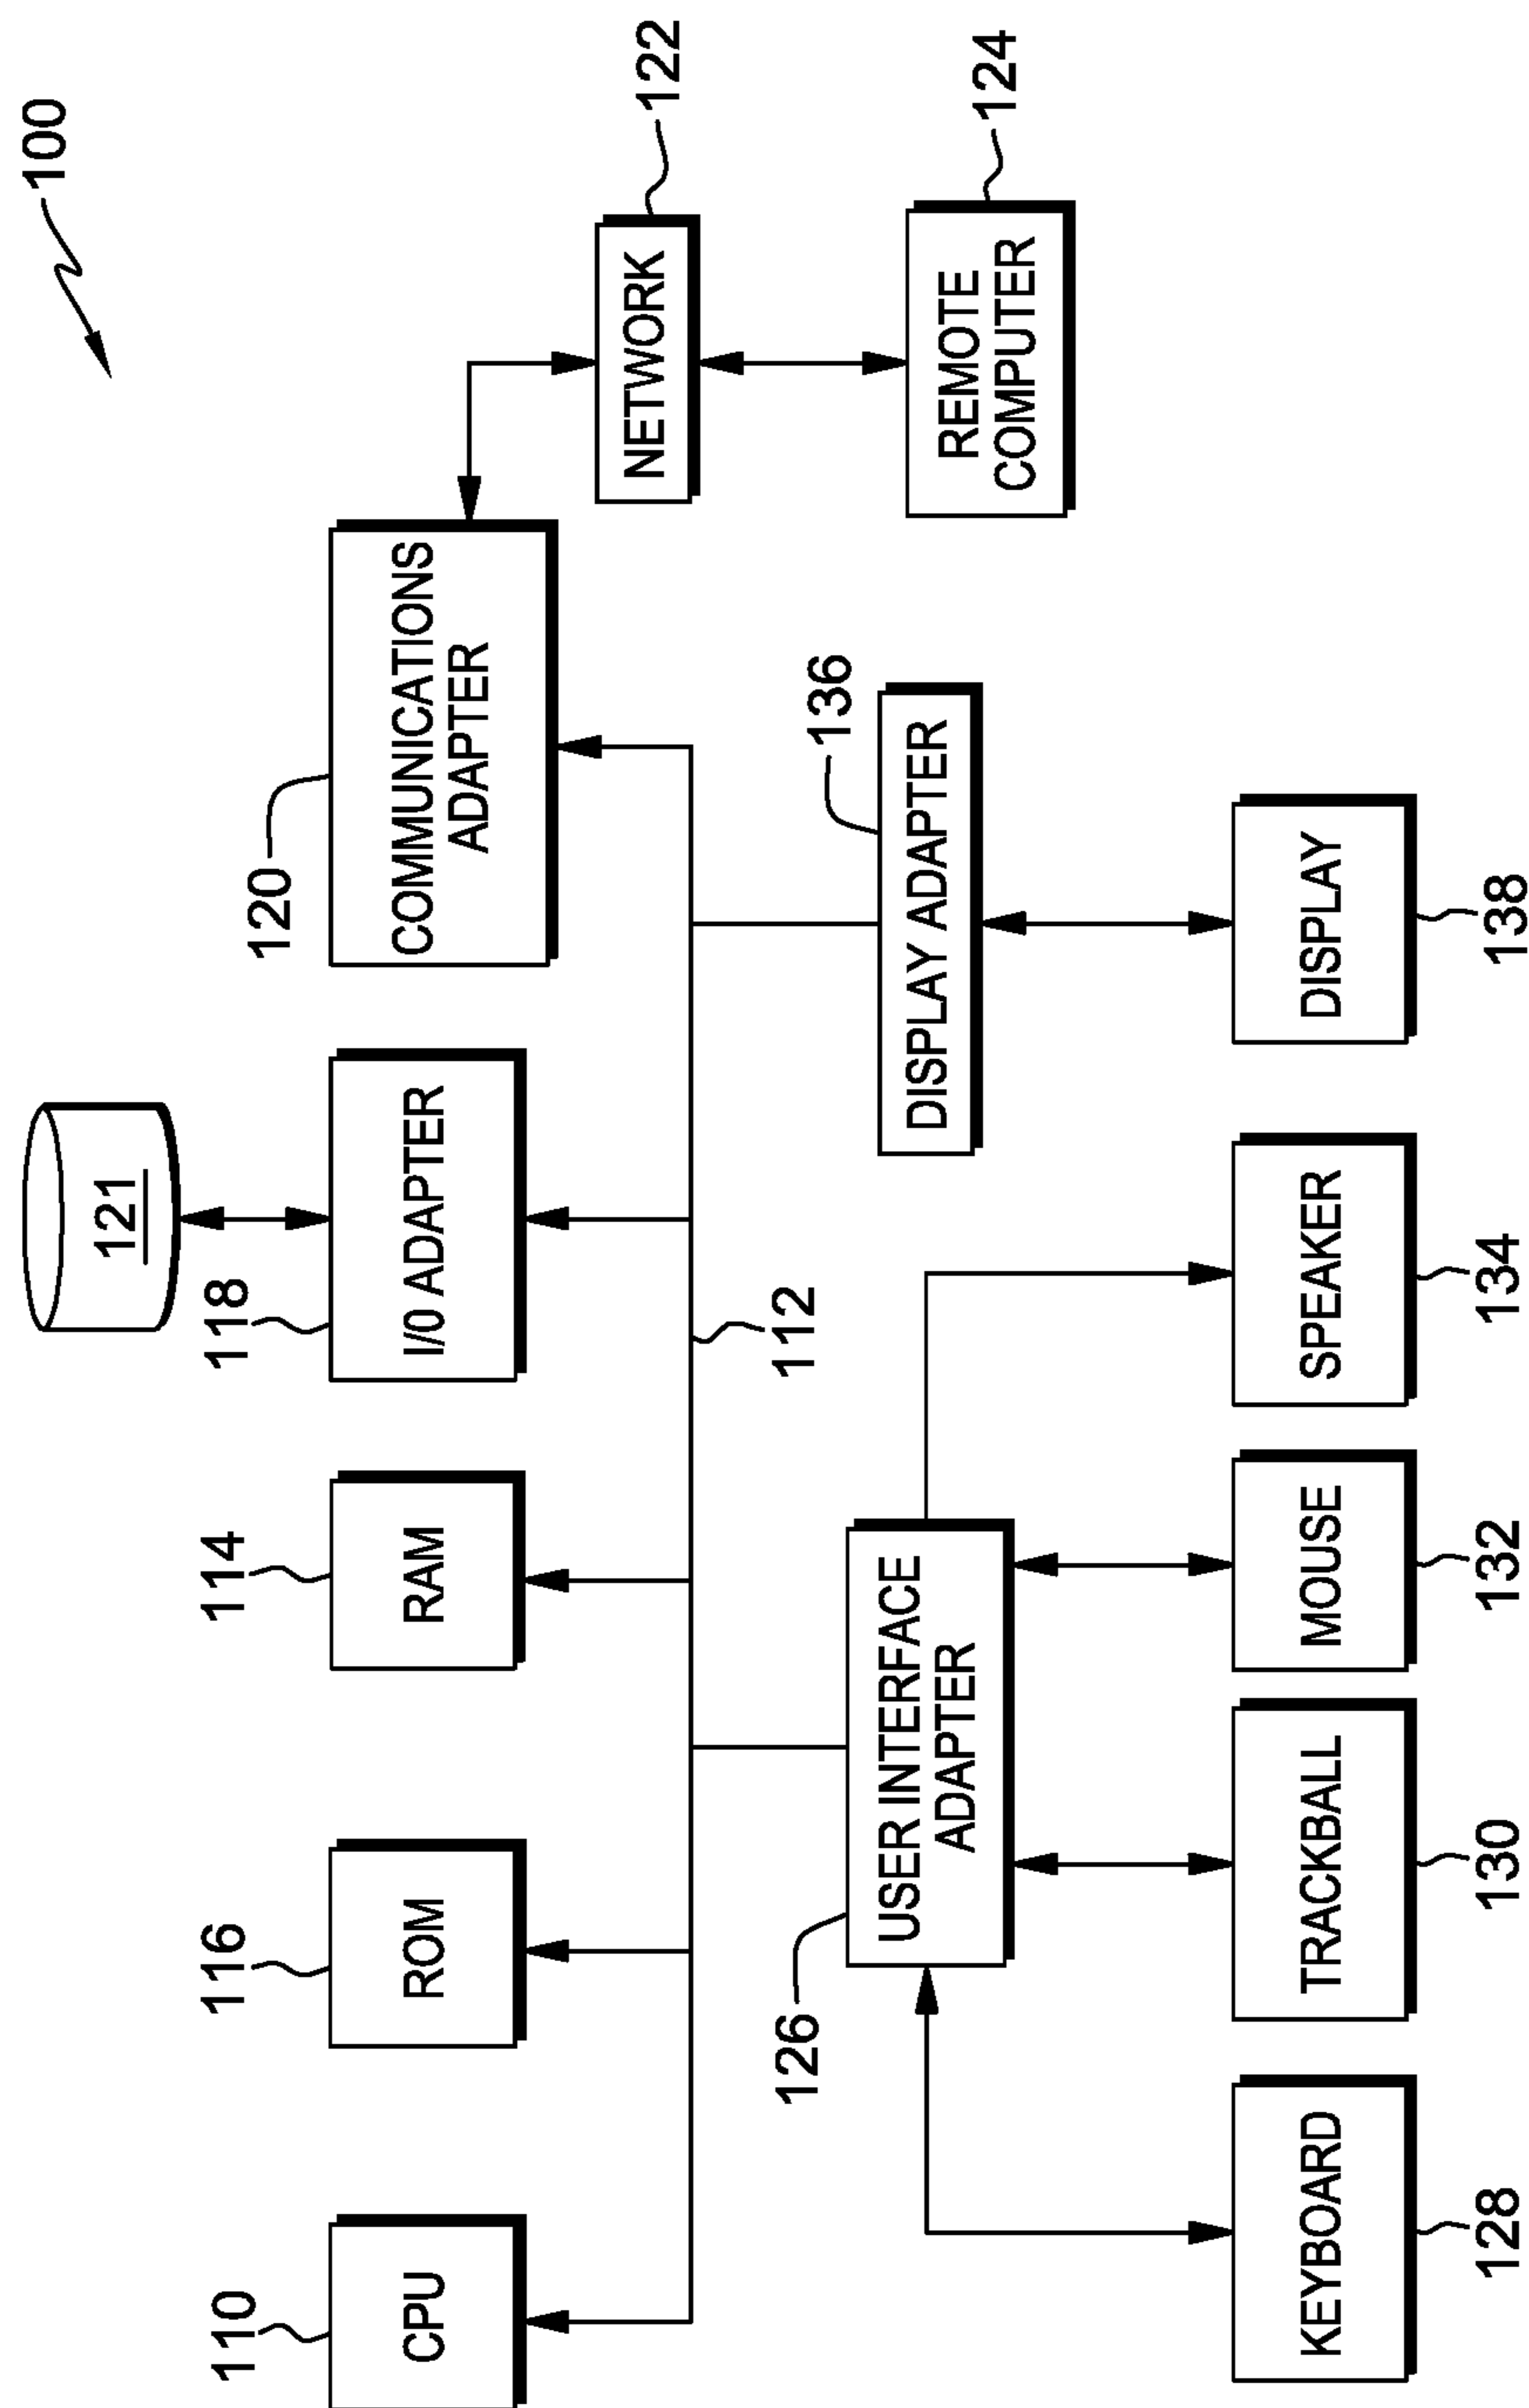 100
121
110
116
114
118
120
CPU
ROM
RAM
I/0 ADAPTER
COMMUNICATIONS
ADAPTER
122
NETWORK
112
126
136
USER INTERFACE
ADAPTER
DISPLAY ADAPTER
124
REMOTE
COMPUTER
KEYBOARD
TRACKBALL
MOUSE
SPEAKER
DISPLAY
128
130
132
134
138